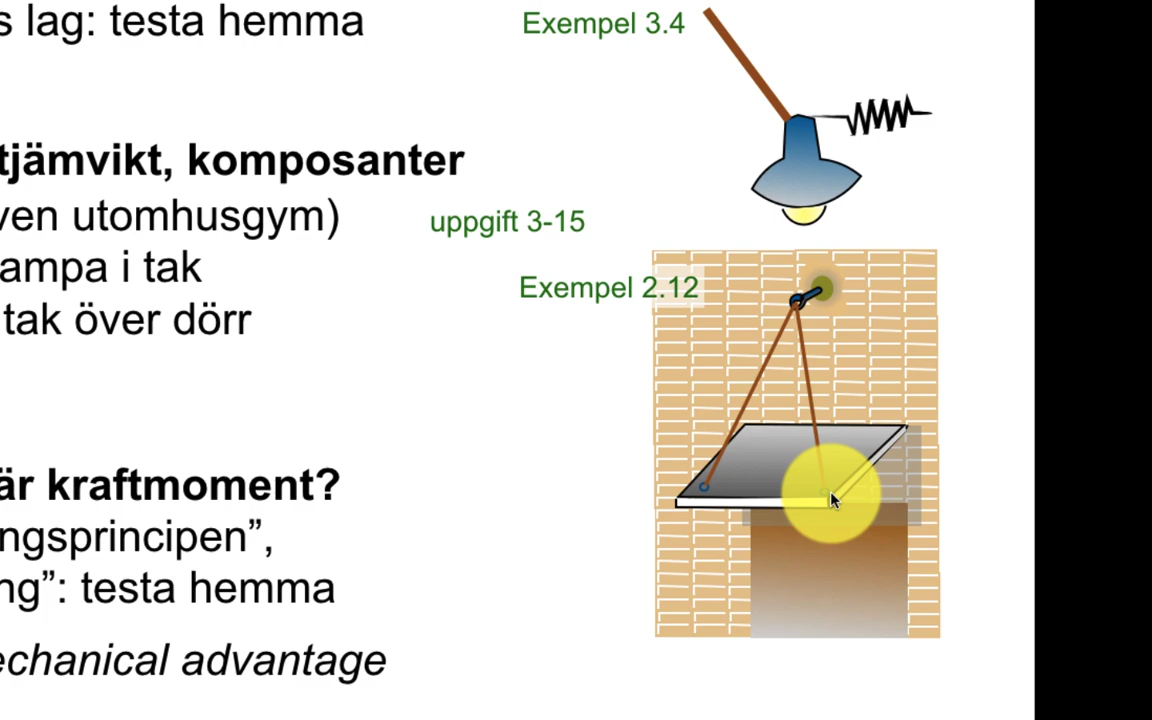 s lag: testa hemma
Exempel 3.4
tjämvikt, komposanter
ven utomhusgym)
uppgift 3-15
ampa i tak
Exempel 2.12
tak över dörr
är kraftmoment?
ngsprincipen”,
ng”: testa hemma
echanical advantage